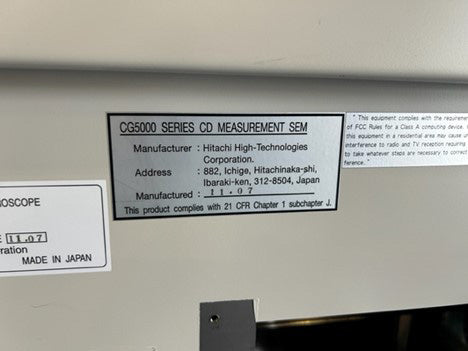 CG5000 SERIES CD MEASUREMENT SEM
Manufacturer : Hitachi High-Technologies
Corporation.
Address : 882, Ichige, Hitachinaka-shi,
Ibaraki-ken, 312-8504, Japan
Manufactured : 11.07
This product complies with 21 CFR Chapter 1 subchapter J.
" This equipment complies with the requireme
of FCC Rules for a Class A computing device.
this equipment in a residential area may cause
interference to radio and TV reception requiring
to take whatever steps are necessary to correct
ference."
ROSCOPE
E 11.07
ration
MADE IN JAPAN